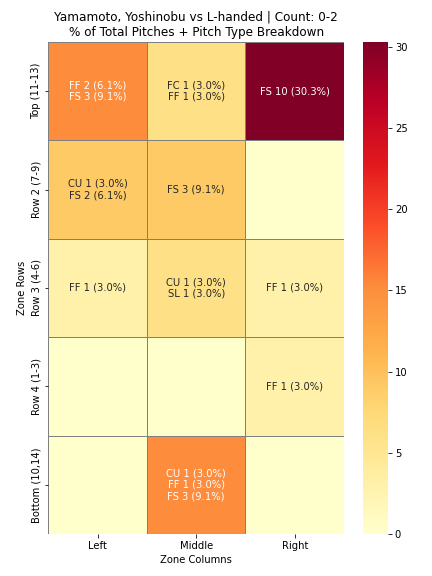 Yamamoto, Yoshinobu vs L-handed | Count: 0-2
% of Total Pitches + Pitch Type Breakdown
Top (11-13)
FF 2 (6.1%)
FS 3 (9.1%)
FC 1 (3.0%)
FF 1 (3.0%)
FS 10 (30.3%)
Row 2 (7-9)
CU 1 (3.0%)
FS 2 (6.1%)
FS 3 (9.1%)
Zone Rows
Row 3 (4-6)
FF 1 (3.0%)
CU 1 (3.0%)
SL 1 (3.0%)
FF 1 (3.0%)
Row 4 (1-3)
FF 1 (3.0%)
Bottom (10,14)
CU 1 (3.0%)
FF 1 (3.0%)
FS 3 (9.1%)
Left
Middle
Right
Zone Columns
30
25
20
15
10
5
0